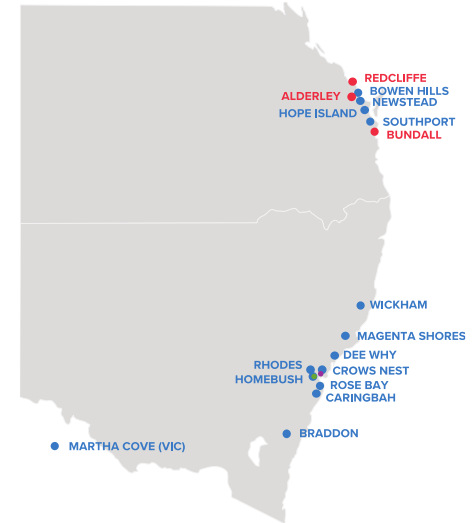 REDCLIFFE
BOWEN HILLS
ALDERLEY
NEWSTEAD
HOPE ISLAND
SOUTHPORT
BUNDALL
WICKHAM
MAGENTA SHORES
DEE WHY
RHODES
CROWS NEST
HOMEBUSH
ROSE BAY
CARINGBAH
BRADDON
MARTHA COVE (VIC)